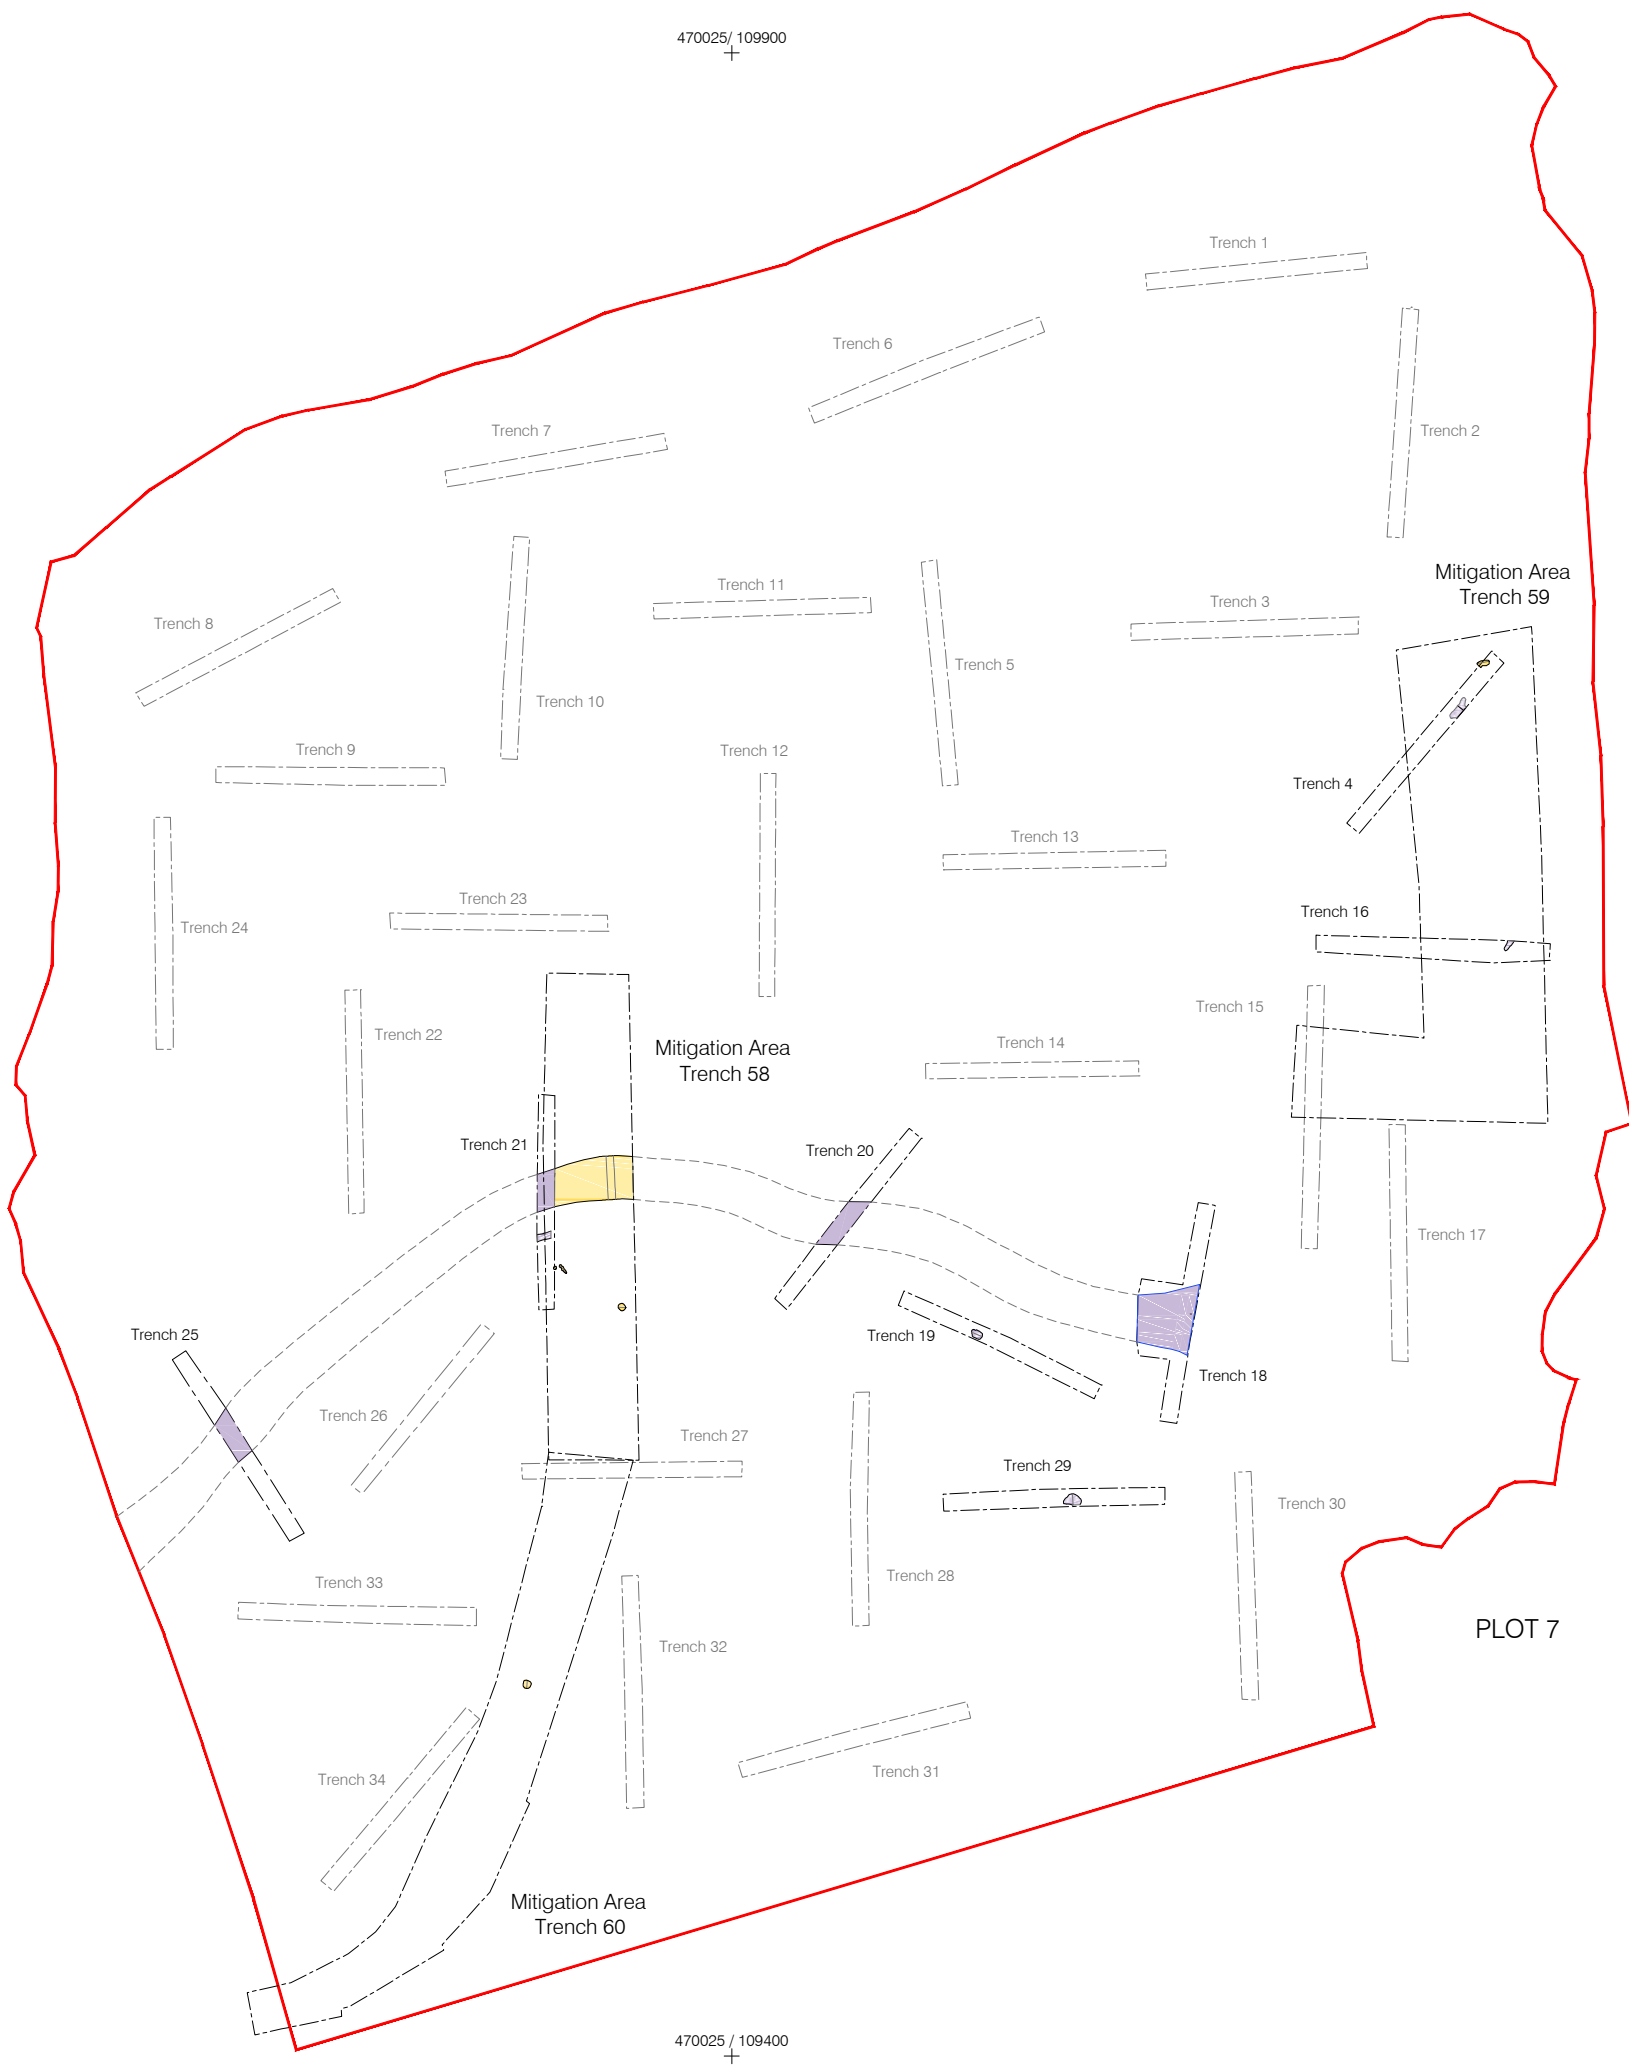 470025/ 109900
Trench 1
Trench 6
Trench 7
Trench 2
Mitigation Area
Trench 59
Trench 11
Trench 3
Trench 8
Trench 5
Trench 10
Trench 9
Trench 12
Trench 4
Trench 13
Trench 23
Trench 16
Trench 24
Trench 15
Trench 22
Trench 14
Mitigation Area
Trench 58
Trench 21
Trench 20
Trench 17
Trench 25
Trench 19
Trench 18
Trench 26
Trench 27
Trench 29
Trench 30
Trench 28
Trench 33
PLOT 7
Trench 32
Trench 31
Trench 34
Mitigation Area
Trench 60
470025 / 109400